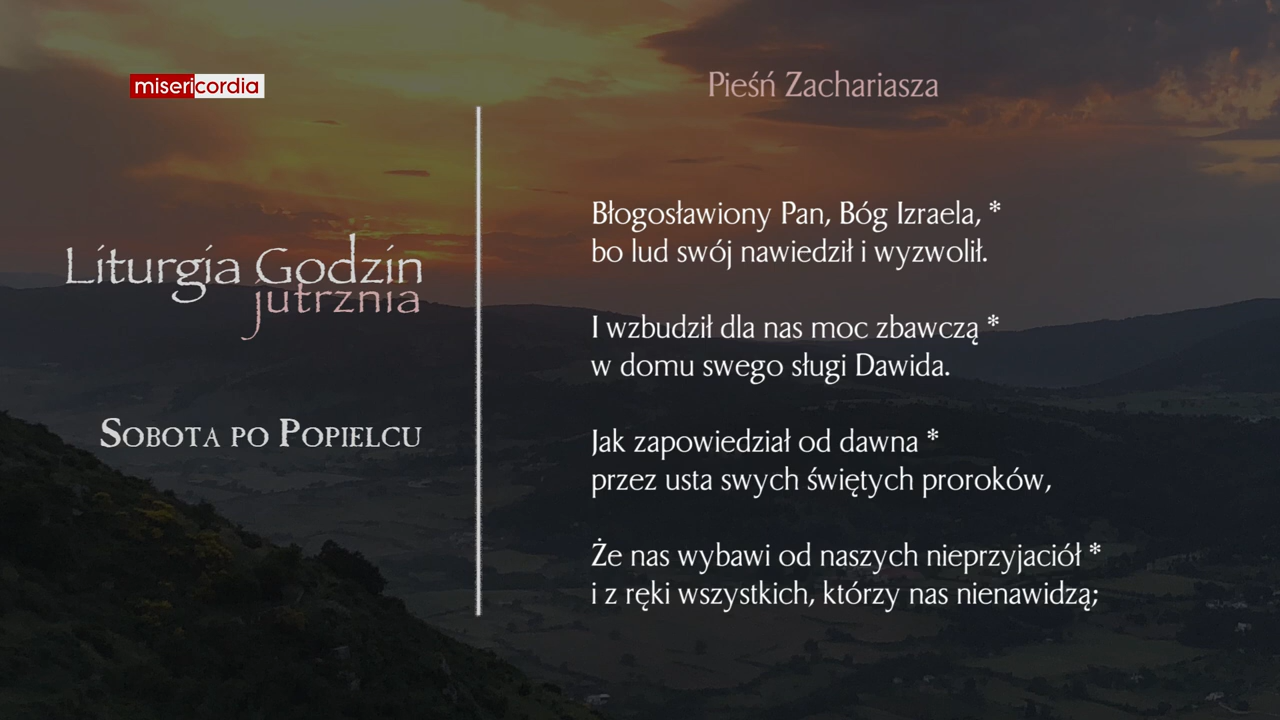 misericordia
Liturgia Godzin
jutrznia
Sobota po Popielcu
Pieśń Zachariasza
Błogosławiony Pan, Bóg Izraela, *
bo lud swój nawiedził i wyzwolił.
I wzbudził dla nas moc zbawczą *
w domu swego sługi Dawida.
Jak zapowiedział od dawna *
przez usta swych świętych proroków,
Że nas wybawi od naszych nieprzyjaciół *
i z ręki wszystkich, którzy nas nienawidzą;